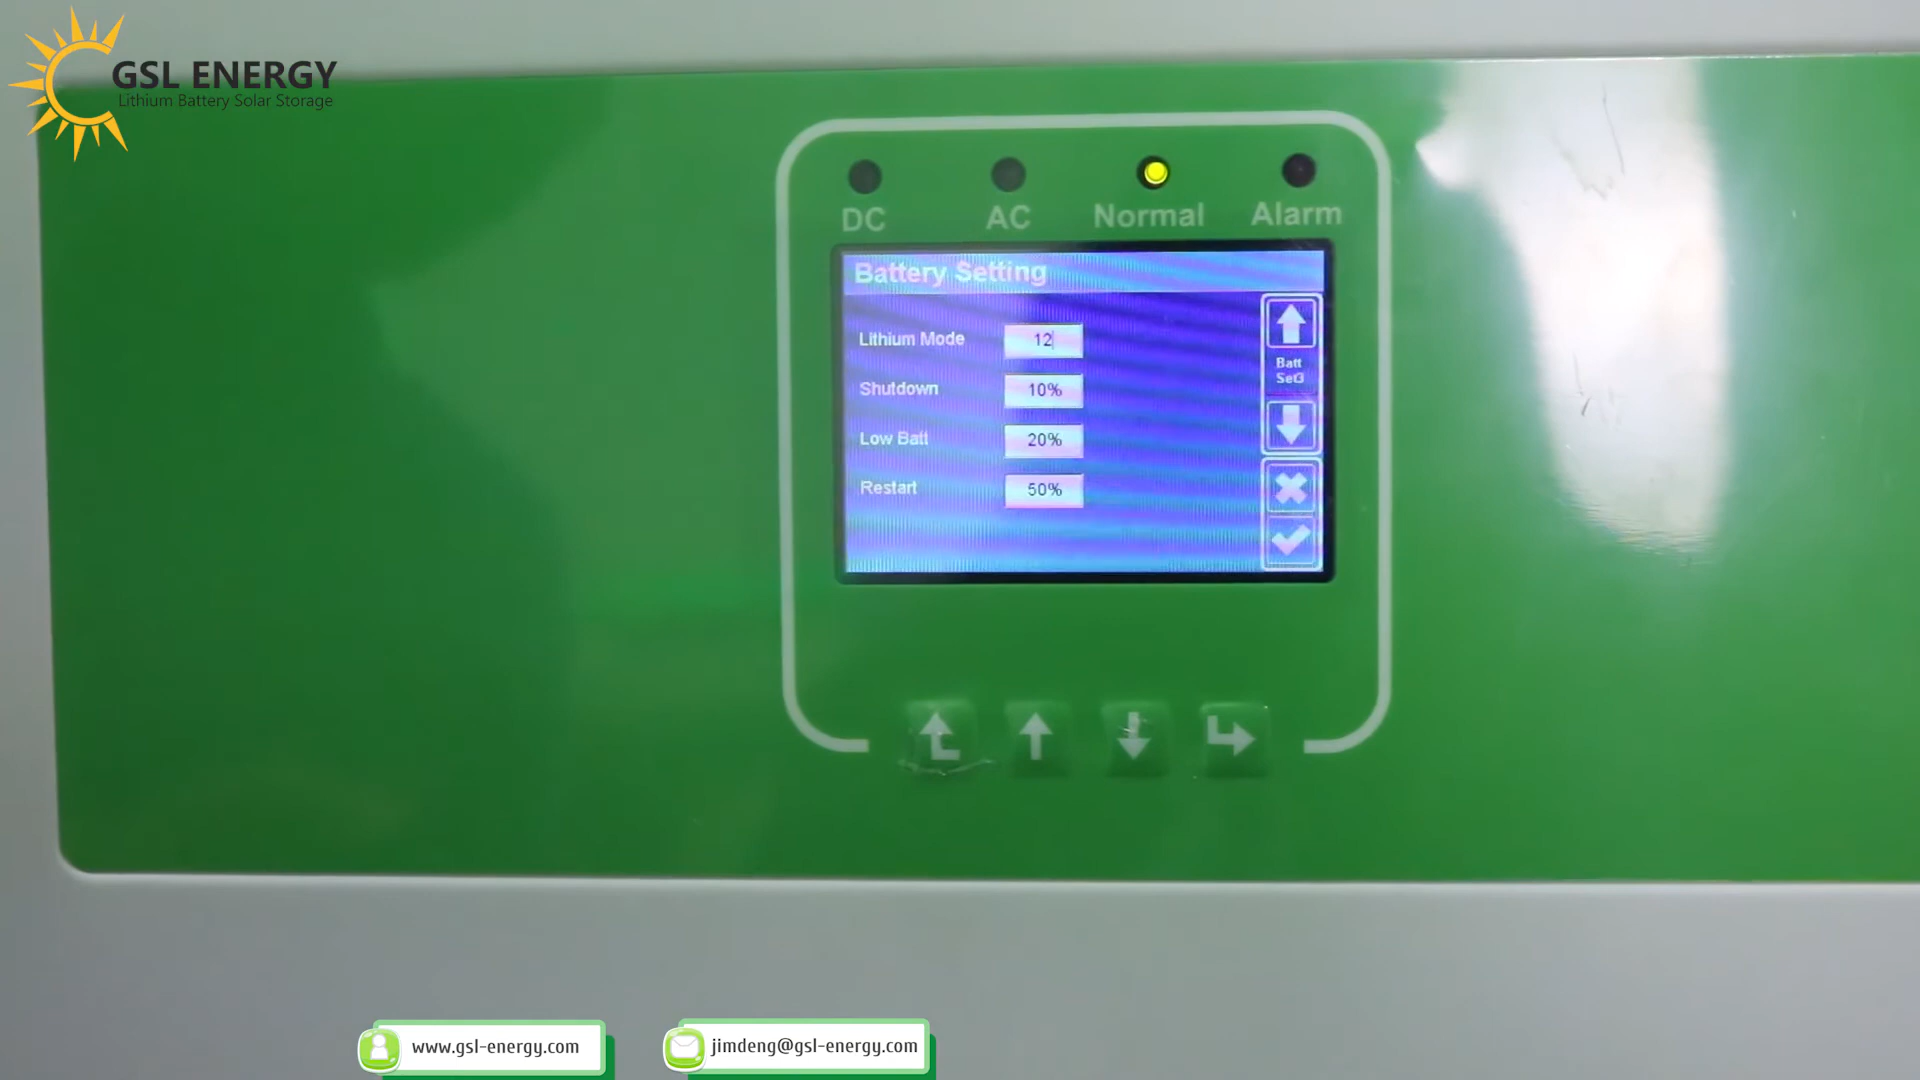 GSL ENERGY
Lithium Battery Solar Storage
DC AC Normal Alarm
Battery Setting
Lithium Mode 12
Shutdown 10%
Low Batt 20%
Restart 50%
Batt
Set3
www.gsl-energy.com
jimdeng@gsl-energy.com